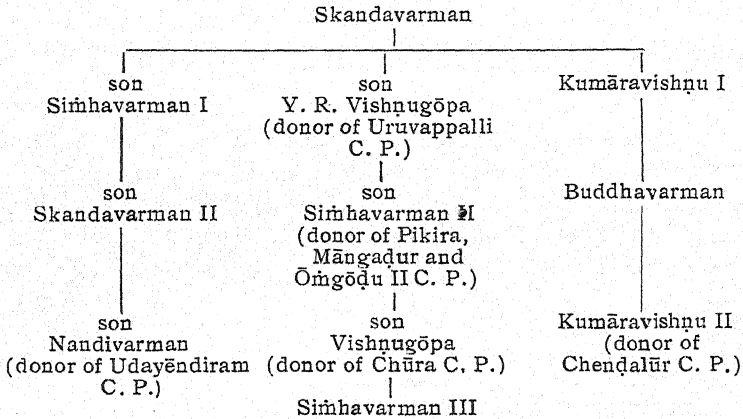 Skandavarman
son
Siṁhavarman I
son
Y. R. Vishṇugōpa
(donor of Uruvappalli
C. P.)
Kumāravishṇu I
son
Skandavarman II
son
Siṁhavarman II
(donor of Pikira,
Māngaḍur and
Ōṁgōḍu II C. P.)
Buddhavarman
son
Nandivarman
(donor of Udayēndiram
C. P.)
son
Vishṇugōpa
(donor of Chūra C. P.)
Kumāravishṇu II
(donor of
Chendalūr C. P.)
Siṁhavarman III